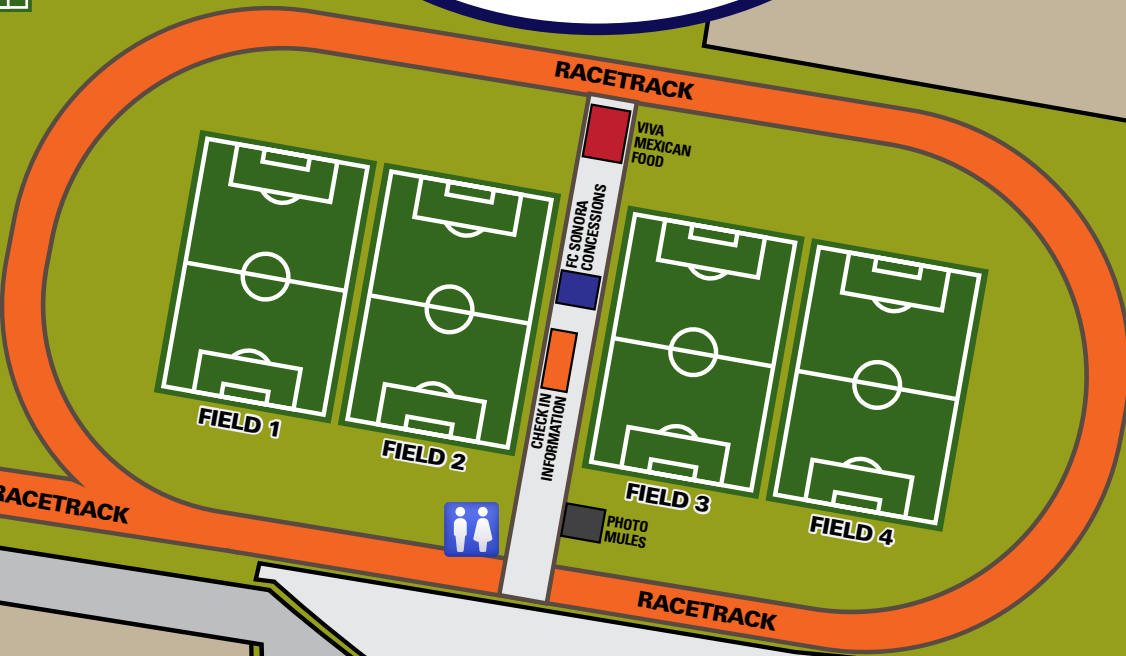 RACETRACK
VIVA
MEXICAN
FOOD
FC SONORA
CONCESSIONS
CHECK IN
INFORMATION
FIELD 1
FIELD 2
FIELD 3
FIELD 4
RACETRACK
PHOTO
MULES
RACETRACK